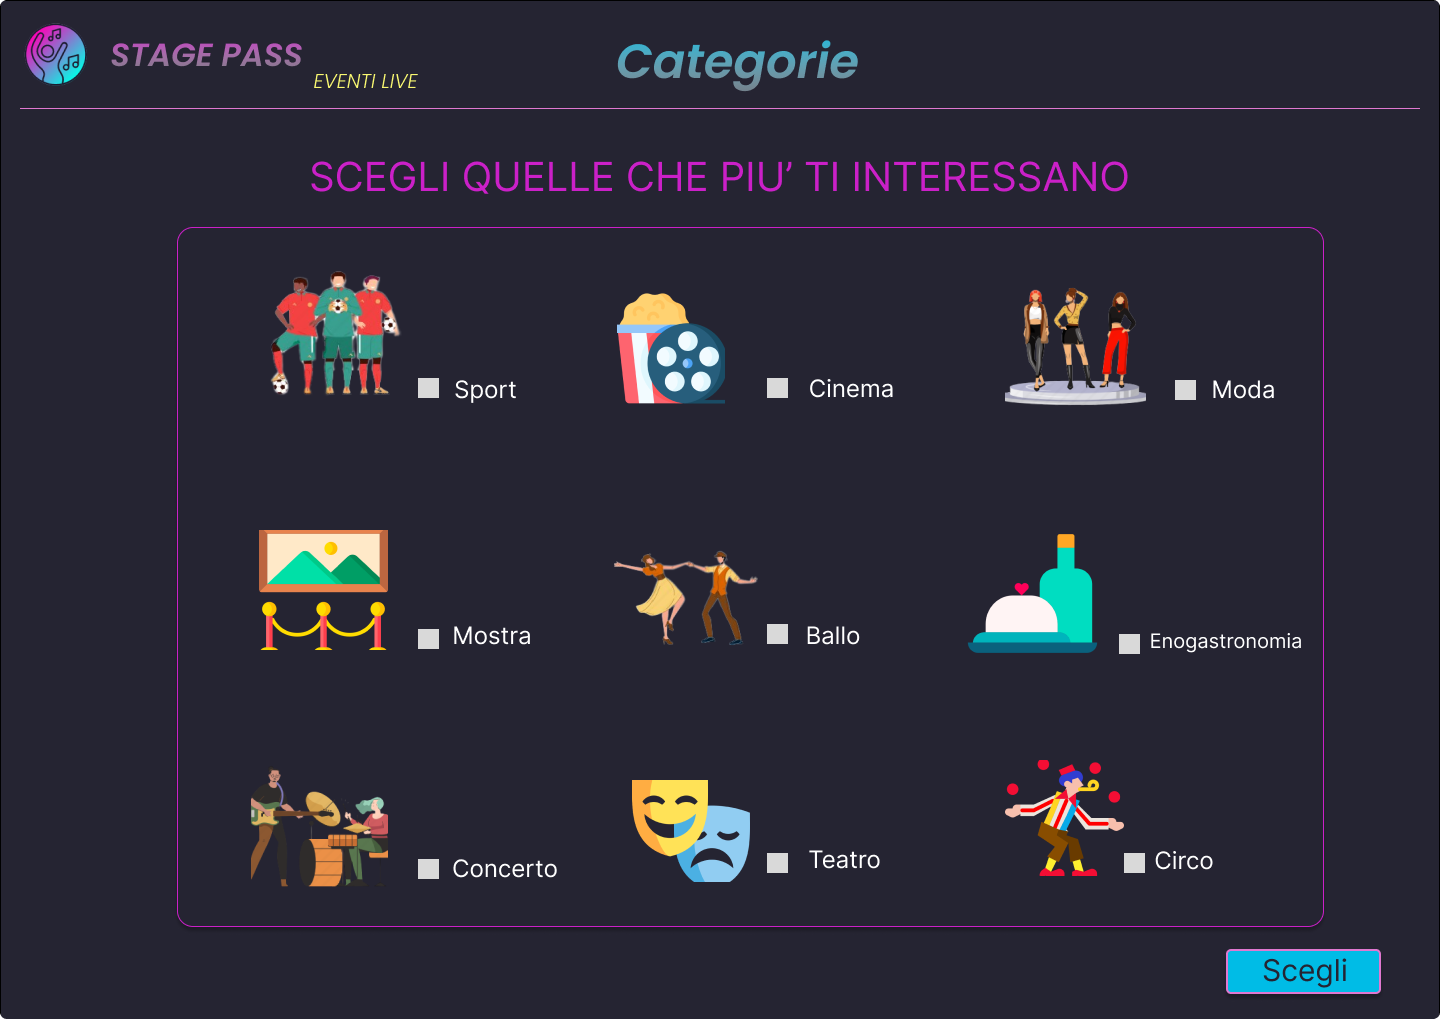 STAGE PASS
EVENTI LIVE
Categorie
SCEGLI QUELLE CHE PIU’ TI INTERESSANO
Sport
Cinema
Moda
Mostra
Ballo
Enogastronomia
Concerto
Teatro
Circo
Scegli